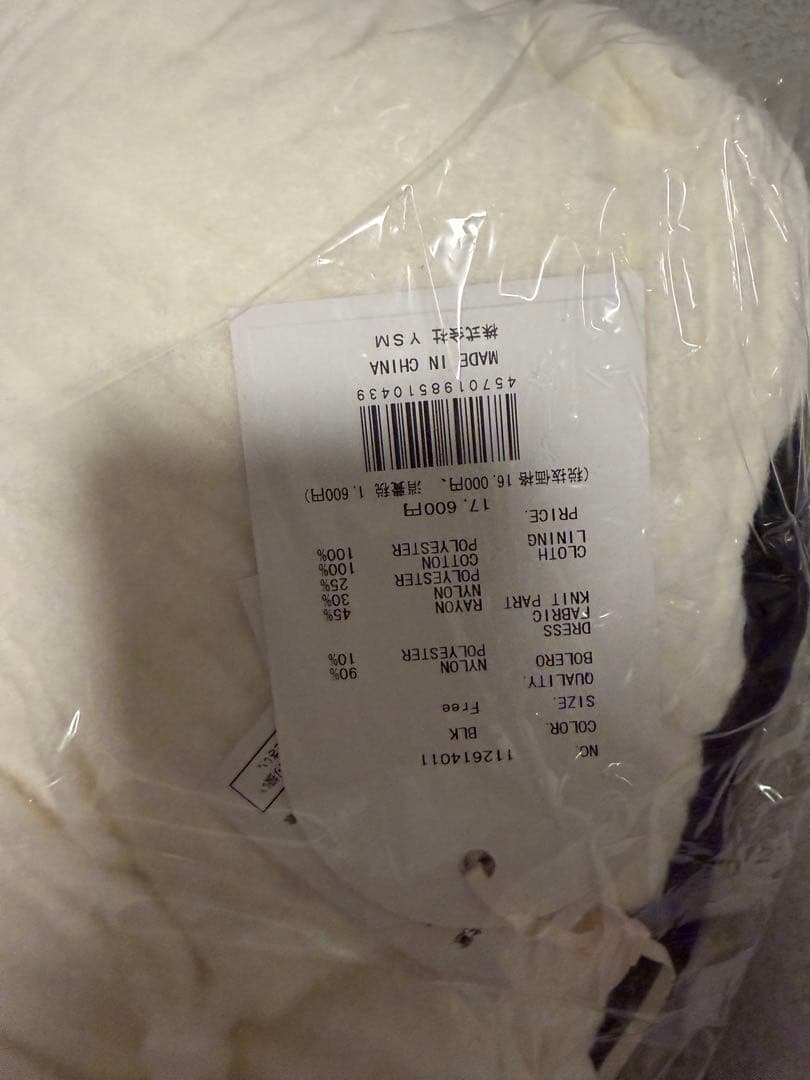 NO. 112614011
COLOR. BLK
SIZE. Free
QUALITY.
BOLERO NYLON 90%
POLYESTER 10%
DRESS
FABRIC
KNIT PART RAYON 45%
NYLON 30%
POLYESTER 25%
CLOTH COTTON 100%
LINING POLYESTER 100%
PRICE. 17,600円
(税抜価格 16,000円、消費税 1,600円)
4570198510439
MADE IN CHINA
株式会社 YSM